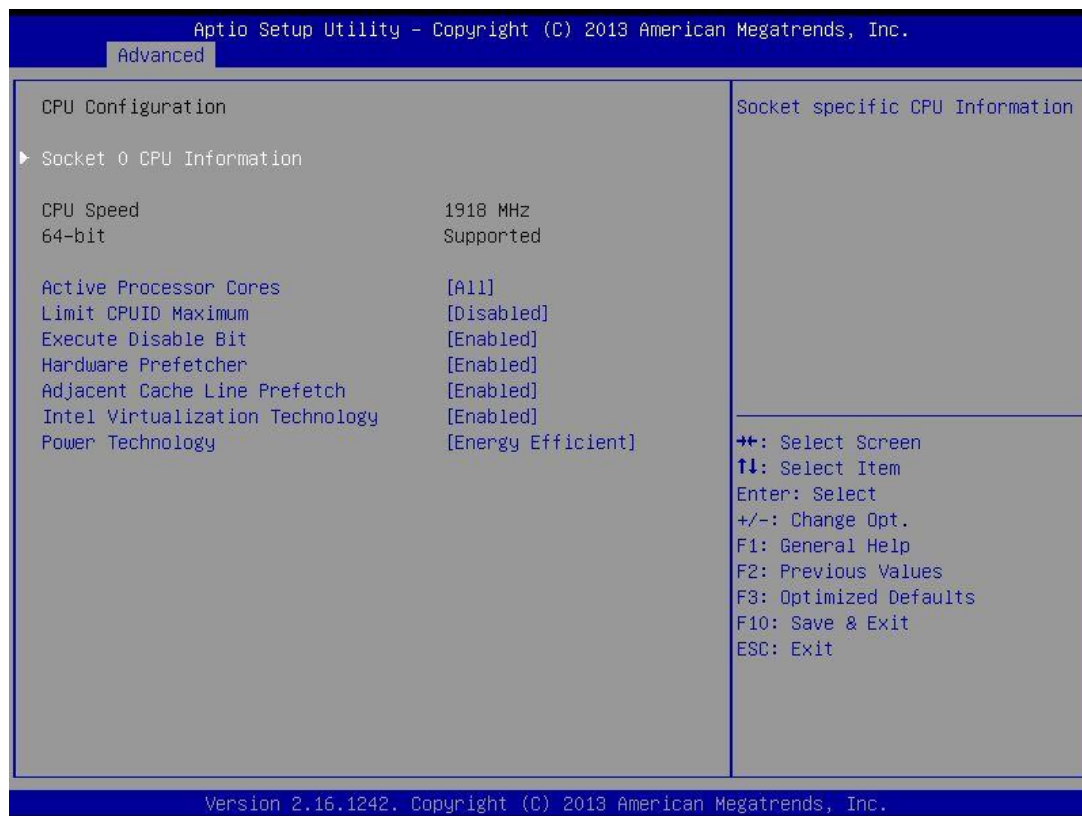 Aptio Setup Utility – Copyright (C) 2013 American Megatrends, Inc.
Advanced
CPU Configuration
Socket 0 CPU Information
CPU Speed 1918 MHz
64-bit Supported
Active Processor Cores [All]
Limit CPUID Maximum [Disabled]
Execute Disable Bit [Enabled]
Hardware Prefetcher [Enabled]
Adjacent Cache Line Prefetch [Enabled]
Intel Virtualization Technology [Enabled]
Power Technology [Energy Efficient]
Socket specific CPU Information
→←: Select Screen
↑↓: Select Item
Enter: Select
+/-: Change Opt.
F1: General Help
F2: Previous Values
F3: Optimized Defaults
F10: Save & Exit
ESC: Exit
Version 2.16.1242. Copyright (C) 2013 American Megatrends, Inc.